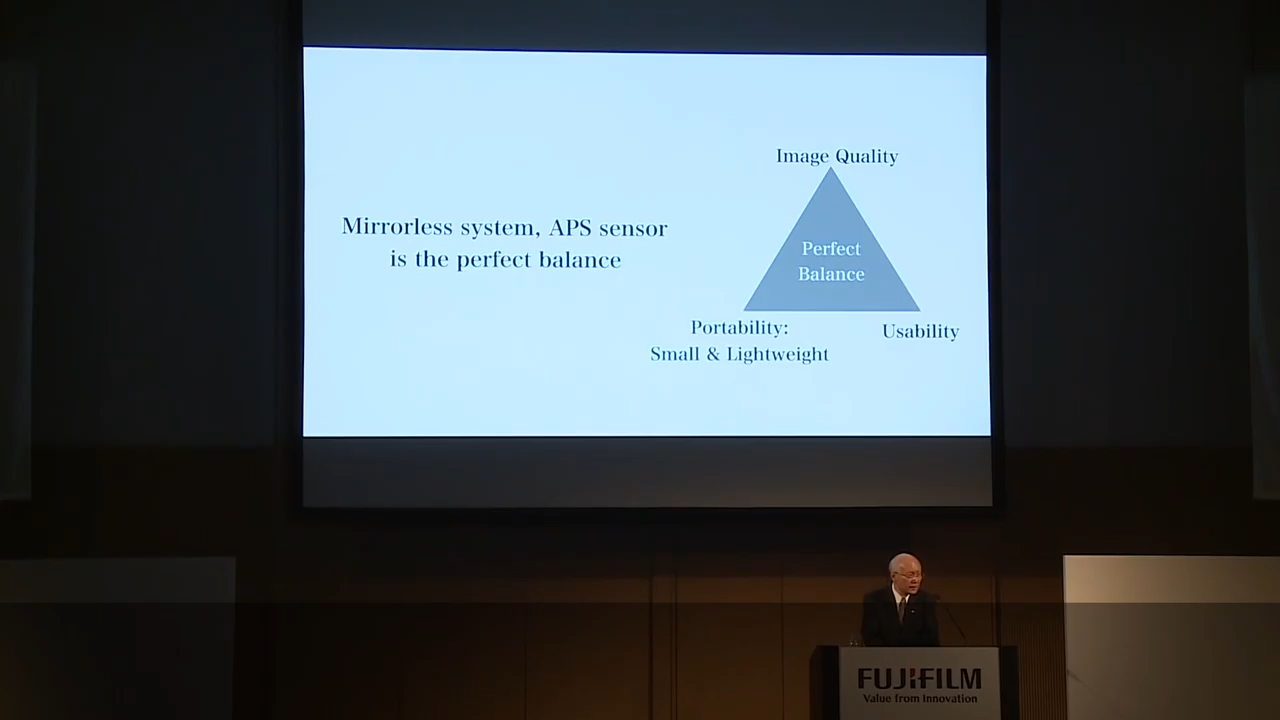 Mirrorless system, APS sensor
is the perfect balance
Image Quality
Perfect
Balance
Portability:
Small & Lightweight
Usability
FUJIFILM
Value from Innovation